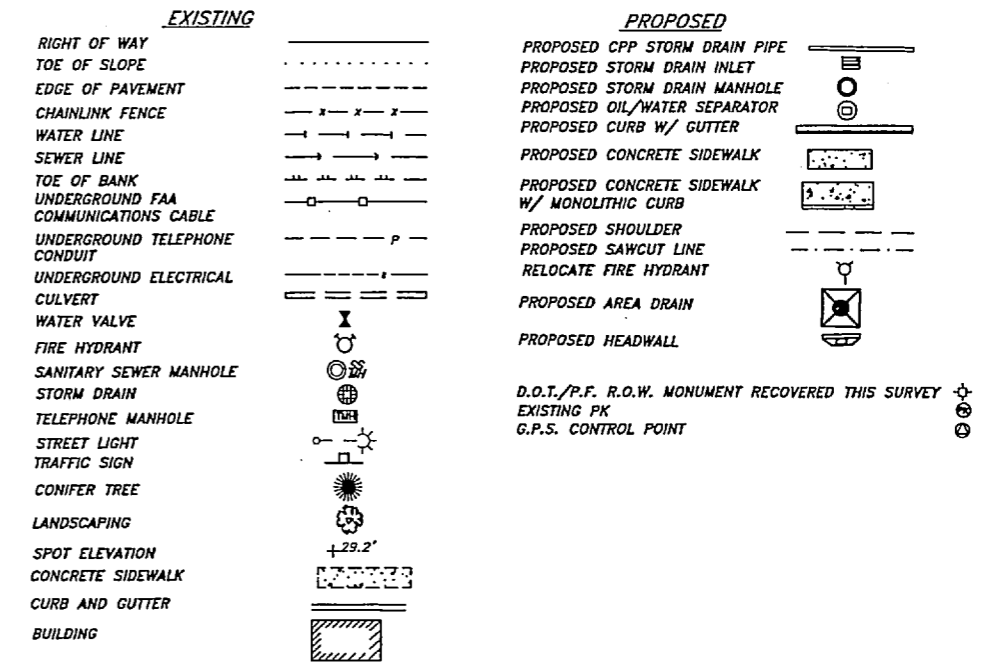 EXISTING
RIGHT OF WAY
TOE OF SLOPE
EDGE OF PAVEMENT
CHAINLINK FENCE
x x x
WATER LINE
SEWER LINE
TOE OF BANK
UNDERGROUND FAA
COMMUNICATIONS CABLE
UNDERGROUND TELEPHONE
CONDUIT
P
UNDERGROUND ELECTRICAL
CULVERT
WATER VALVE
FIRE HYDRANT
SANITARY SEWER MANHOLE
SS
MH
STORM DRAIN
TELEPHONE MANHOLE
TMH
STREET LIGHT
TRAFFIC SIGN
CONIFER TREE
LANDSCAPING
SPOT ELEVATION
29.2'
CONCRETE SIDEWALK
CURB AND GUTTER
BUILDING
PROPOSED
PROPOSED CPP STORM DRAIN PIPE
PROPOSED STORM DRAIN INLET
PROPOSED STORM DRAIN MANHOLE
PROPOSED OIL/WATER SEPARATOR
PROPOSED CURB W/ GUTTER
PROPOSED CONCRETE SIDEWALK
PROPOSED CONCRETE SIDEWALK
W/ MONOLITHIC CURB
PROPOSED SHOULDER
PROPOSED SAWCUT LINE
RELOCATE FIRE HYDRANT
PROPOSED AREA DRAIN
PROPOSED HEADWALL
D.O.T./P.F. R.O.W. MONUMENT RECOVERED THIS SURVEY
EXISTING PK
G.P.S. CONTROL POINT